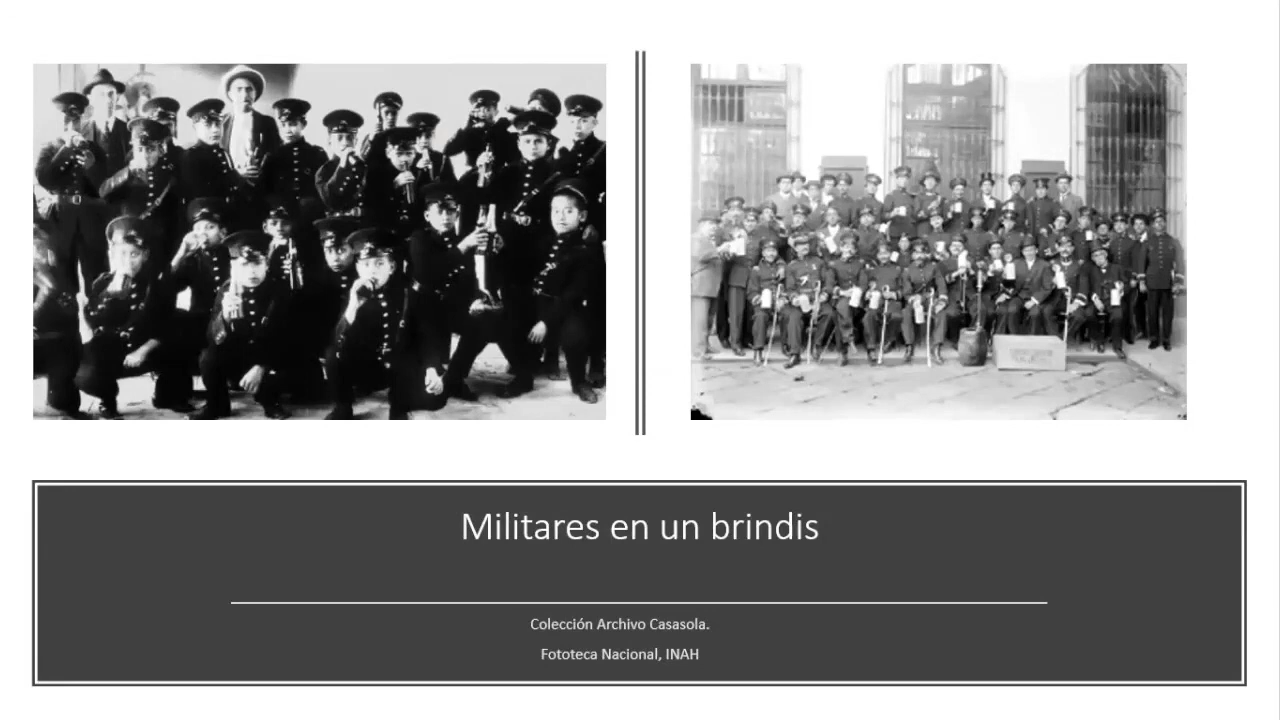 Militares en un brindis
Colección Archivo Casasola.
Fototeca Nacional, INAH